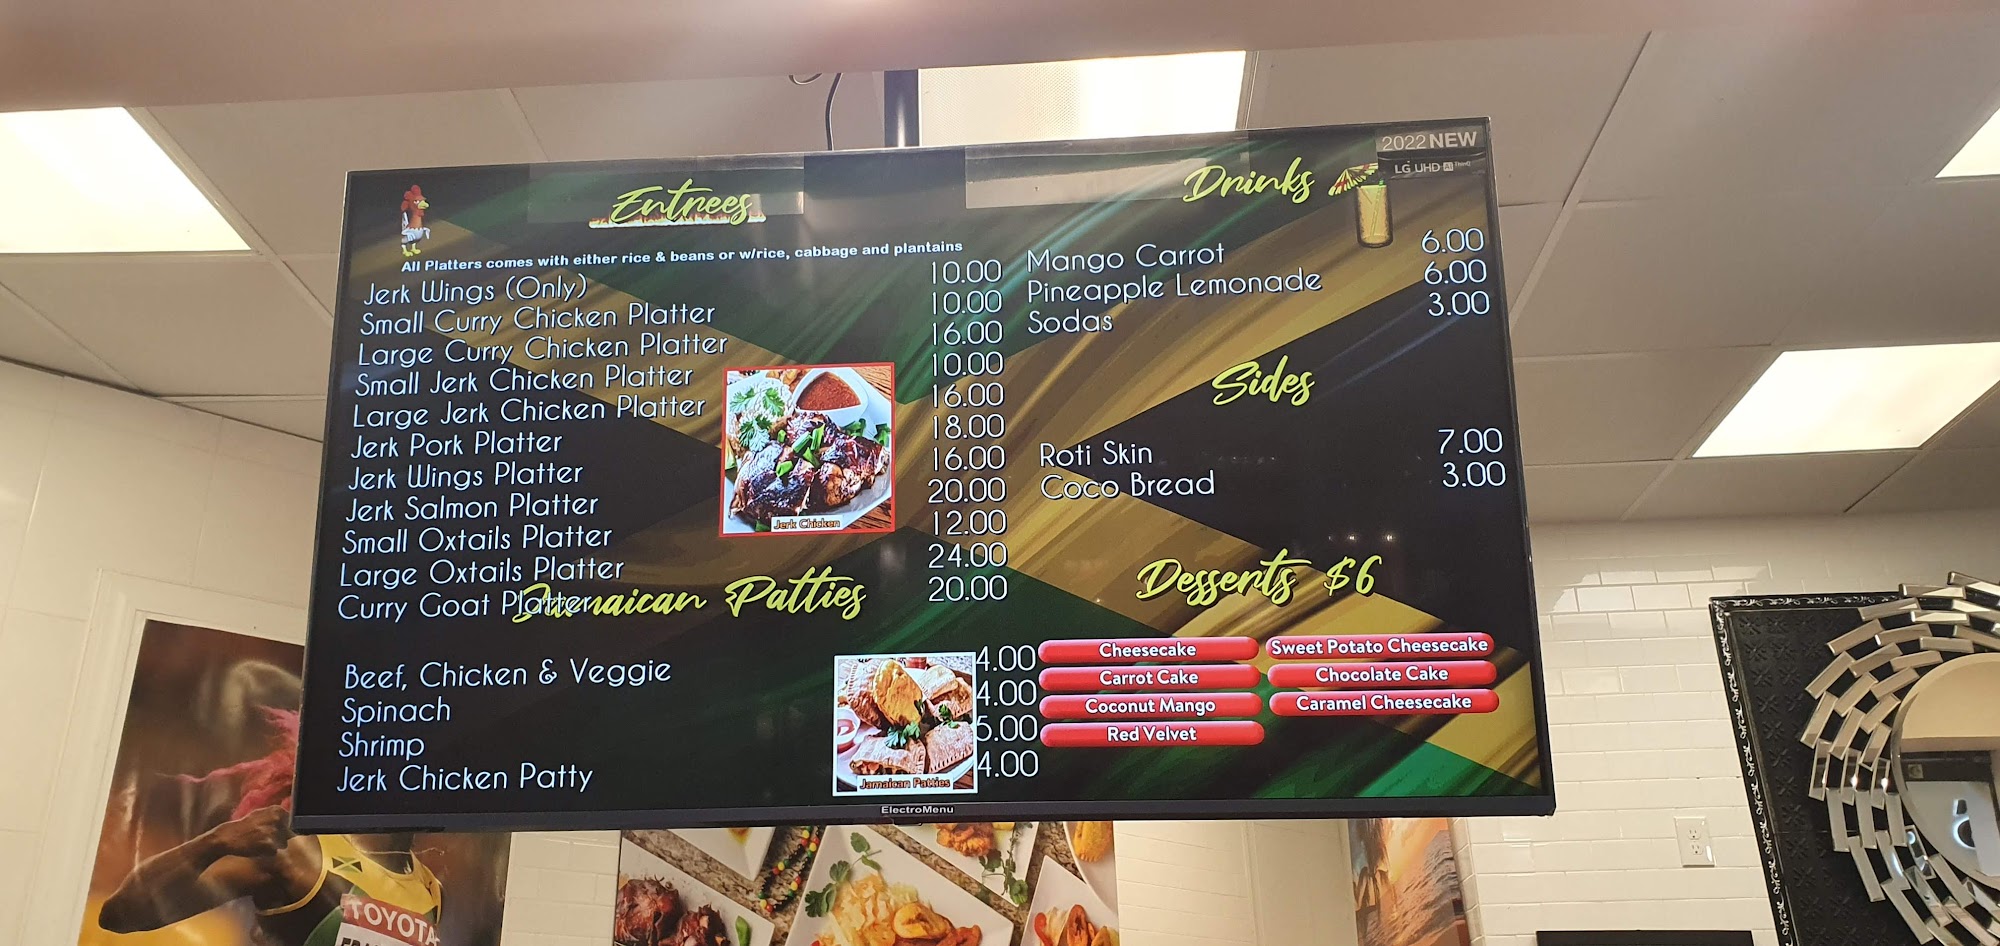 2022 NEW
LG UHD AI ThinQ
Entrees
All Platters comes with either rice & beans or w/rice, cabbage and plantains
Jerk Wings (Only) 10.00
Small Curry Chicken Platter 10.00
Large Curry Chicken Platter 16.00
Small Jerk Chicken Platter 10.00
Large Jerk Chicken Platter 16.00
Jerk Pork Platter 18.00
Jerk Wings Platter 16.00
Jerk Salmon Platter 20.00
Small Oxtails Platter 12.00
Large Oxtails Platter 24.00
Curry Goat Platter 20.00
Jerk Chicken
Jamaican Patties
Beef, Chicken & Veggie 4.00
Spinach 4.00
Shrimp 5.00
Jerk Chicken Patty 4.00
Jamaican Patties
Drinks
Mango Carrot 6.00
Pineapple Lemonade 6.00
Sodas 3.00
Sides
Roti Skin 7.00
Coco Bread 3.00
Desserts $6
Cheesecake
Sweet Potato Cheesecake
Carrot Cake
Chocolate Cake
Coconut Mango
Caramel Cheesecake
Red Velvet
ElectroMenu
TOYOTA